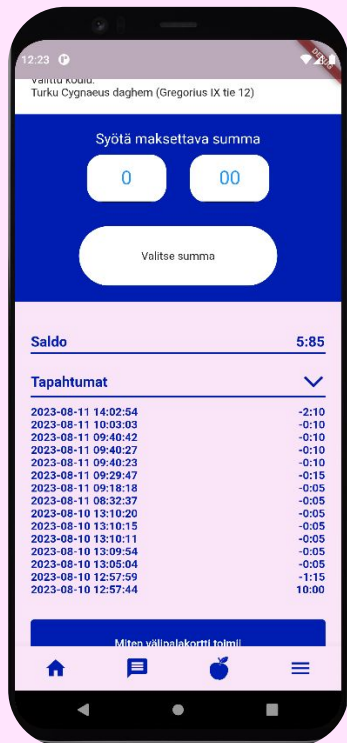 12:23
DEBUG
Valittu koulu:
Turku Cygnaeus daghem (Gregorius IX tie 12)
Syötä maksettava summa
0 00
Valitse summa
Saldo 5:85
Tapahtumat
2023-08-11 14:02:54 -2:10
2023-08-11 10:03:03 -0:10
2023-08-11 09:40:42 -0:10
2023-08-11 09:40:27 -0:10
2023-08-11 09:40:23 -0:10
2023-08-11 09:29:47 -0:15
2023-08-11 09:18:18 -0:05
2023-08-11 08:32:37 -0:05
2023-08-10 13:10:20 -0:05
2023-08-10 13:10:15 -0:05
2023-08-10 13:10:11 -0:05
2023-08-10 13:09:54 -0:05
2023-08-10 13:05:04 -0:05
2023-08-10 12:57:59 -1:15
2023-08-10 12:57:44 10:00
Miten välipalakortti toimii